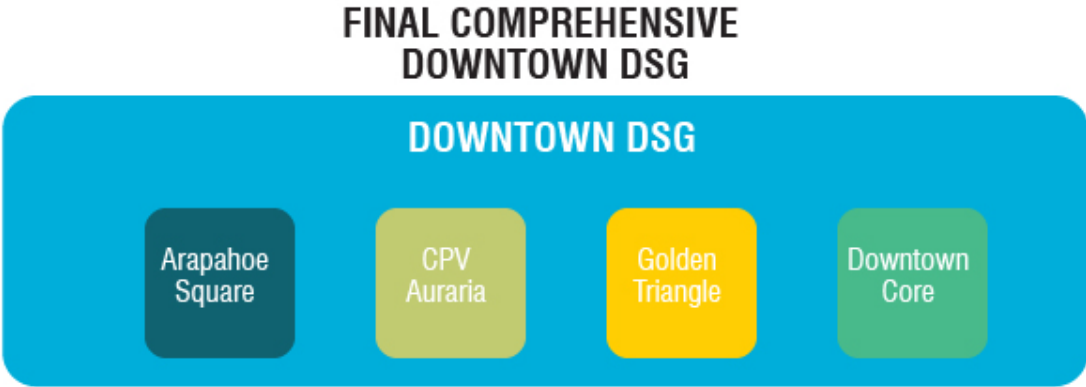 FINAL COMPREHENSIVE
DOWNTOWN DSG
DOWNTOWN DSG
Arapahoe
Square
CPV
Auraria
Golden
Triangle
Downtown
Core